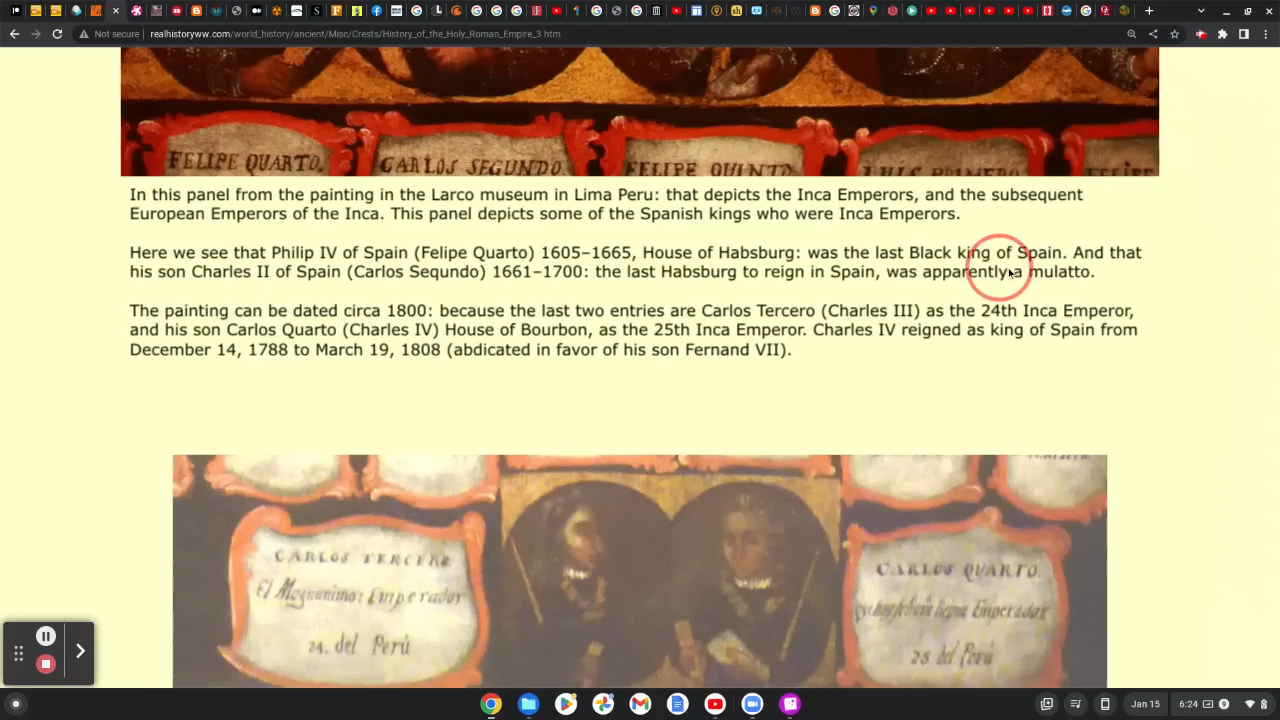 Not secure
realhistoryww.com/world_history/ancient/Misc/Crests/History_of_the_Holy_Roman_Empire_3.htm
FELIPE QUARTO.
CARLOS SEGUNDO
FELIPE QUINTO
In this panel from the painting in the Larco museum in Lima Peru: that depicts the Inca Emperors, and the subsequent
European Emperors of the Inca. This panel depicts some of the Spanish kings who were Inca Emperors.
Here we see that Philip IV of Spain (Felipe Quarto) 1605–1665, House of Habsburg: was the last Black king of Spain. And that
his son Charles II of Spain (Carlos Sequndo) 1661–1700: the last Habsburg to reign in Spain, was apparently a mulatto.
The painting can be dated circa 1800: because the last two entries are Carlos Tercero (Charles III) as the 24th Inca Emperor,
and his son Carlos Quarto (Charles IV) House of Bourbon, as the 25th Inca Emperor. Charles IV reigned as king of Spain from
December 14, 1788 to March 19, 1808 (abdicated in favor of his son Fernand VII).
CARLOS TERCERO
El Magnanimo: Emperador
24. del Perú
CARLOS QUARTO
Emperador
25 del Perú
Jan 15
6:24